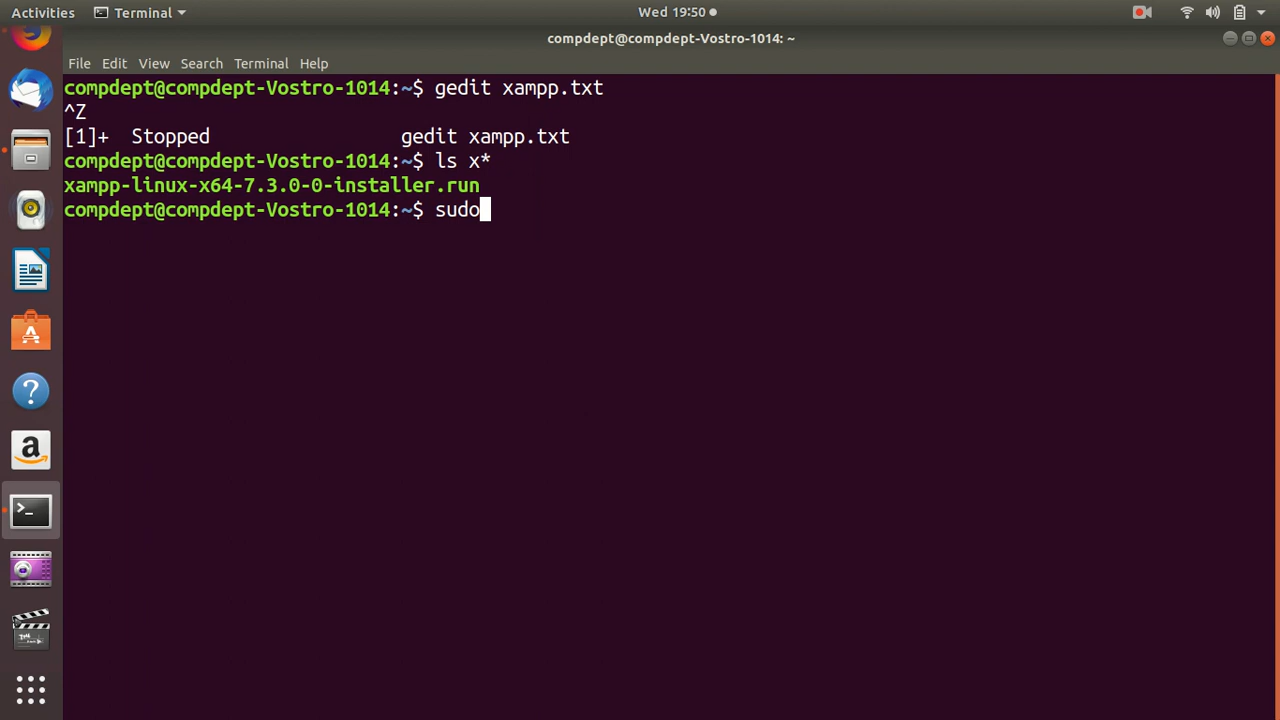 Activities Terminal Wed 19:50
compdept@compdept-Vostro-1014: ~
File Edit View Search Terminal Help
compdept@compdept-Vostro-1014:~$ gedit xampp.txt
^Z
[1]+  Stopped                 gedit xampp.txt
compdept@compdept-Vostro-1014:~$ ls x*
xampp-linux-x64-7.3.0-0-installer.run
compdept@compdept-Vostro-1014:~$ sudo